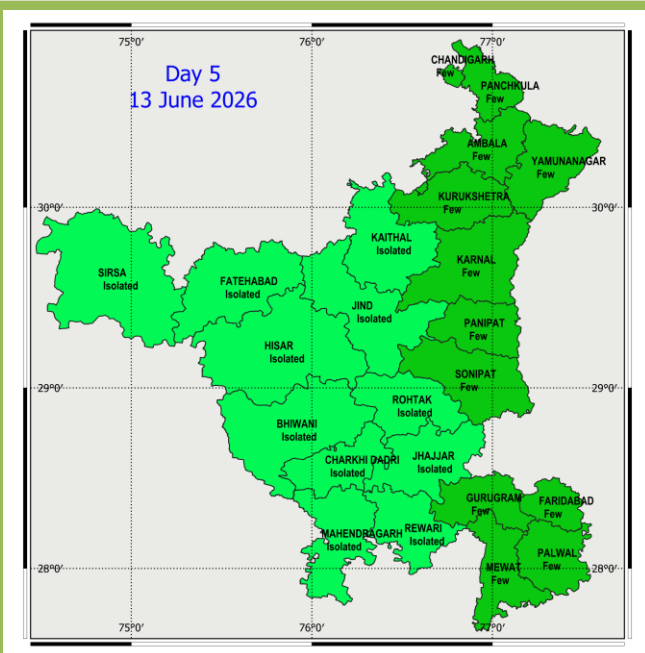 75°0'
76°0'
77°0'
Day 5
13 June 2026
CHANDIGARH
Few
PANCHKULA
Few
AMBALA
Few
YAMUNANAGAR
Few
30°0'
30°0'
KURUKSHETRA
Few
KAITHAL
Isolated
KARNAL
Few
SIRSA
Isolated
FATEHABAD
Isolated
JIND
Isolated
PANIPAT
Few
HISAR
Isolated
SONIPAT
Few
29°0'
29°0'
ROHTAK
Isolated
BHIWANI
Isolated
CHARKHI DADRI
Isolated
JHAJJAR
Isolated
GURUGRAM
Few
FARIDABAD
Few
MAHENDRAGARH
Isolated
REWARI
Isolated
PALWAL
Few
MEWAT
Few
28°0'
28°0'
75°0'
76°0'
77°0'